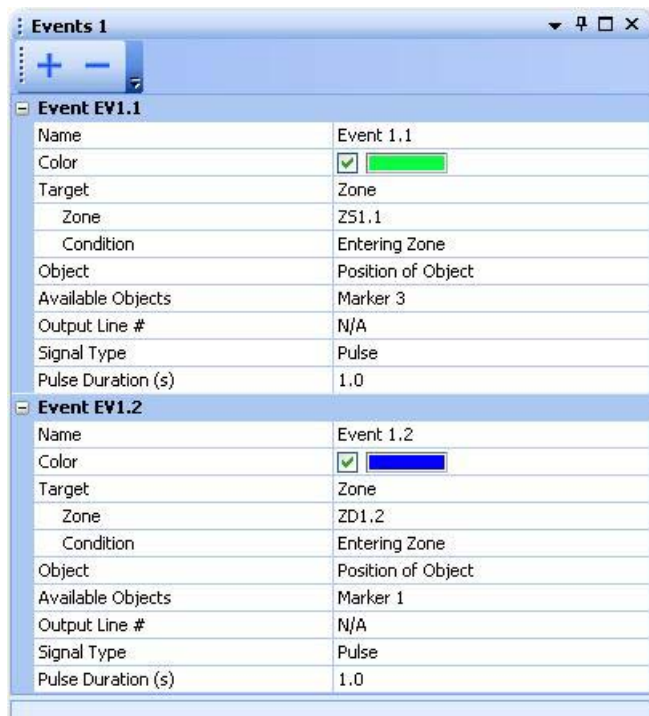 Events 1
Event EV1.1
Name Event 1.1
Color
Target Zone
Zone ZS1.1
Condition Entering Zone
Object Position of Object
Available Objects Marker 3
Output Line # N/A
Signal Type Pulse
Pulse Duration (s) 1.0
Event EV1.2
Name Event 1.2
Color
Target Zone
Zone ZD1.2
Condition Entering Zone
Object Position of Object
Available Objects Marker 1
Output Line # N/A
Signal Type Pulse
Pulse Duration (s) 1.0